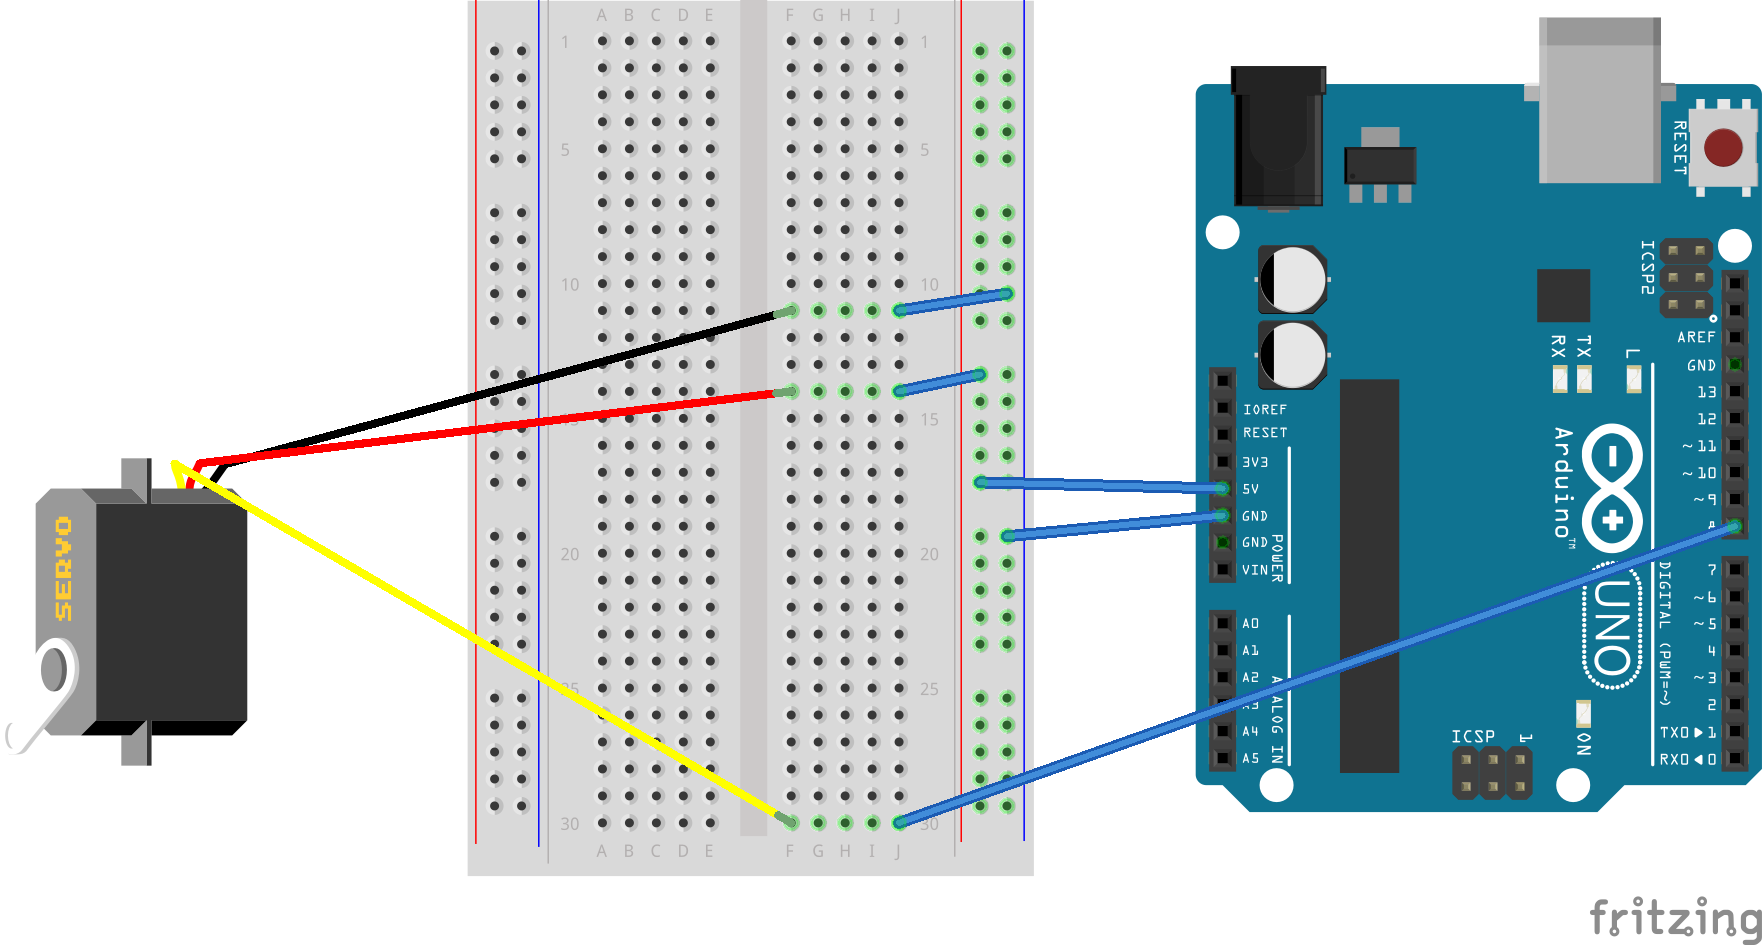 A B C D E F G H I J
1 1
5 5
10 10
15
20 20
25 25
30 30
A B C D E F G H I J
SERVO
RESET
ICSP2
AREF
GND
13
12
~11
~10
~9
7
~6
~5
4
~3
2
TX0▶1
RX0◀0
RX
TX
L
IOREF
RESET
3V3
5V
GND
GND
VIN
POWER
A0
A1
A2
A3
A4
A5
ANALOG IN
Arduino™
UNO
DIGITAL (PWM=~)
ICSP
1
ON
fritzing